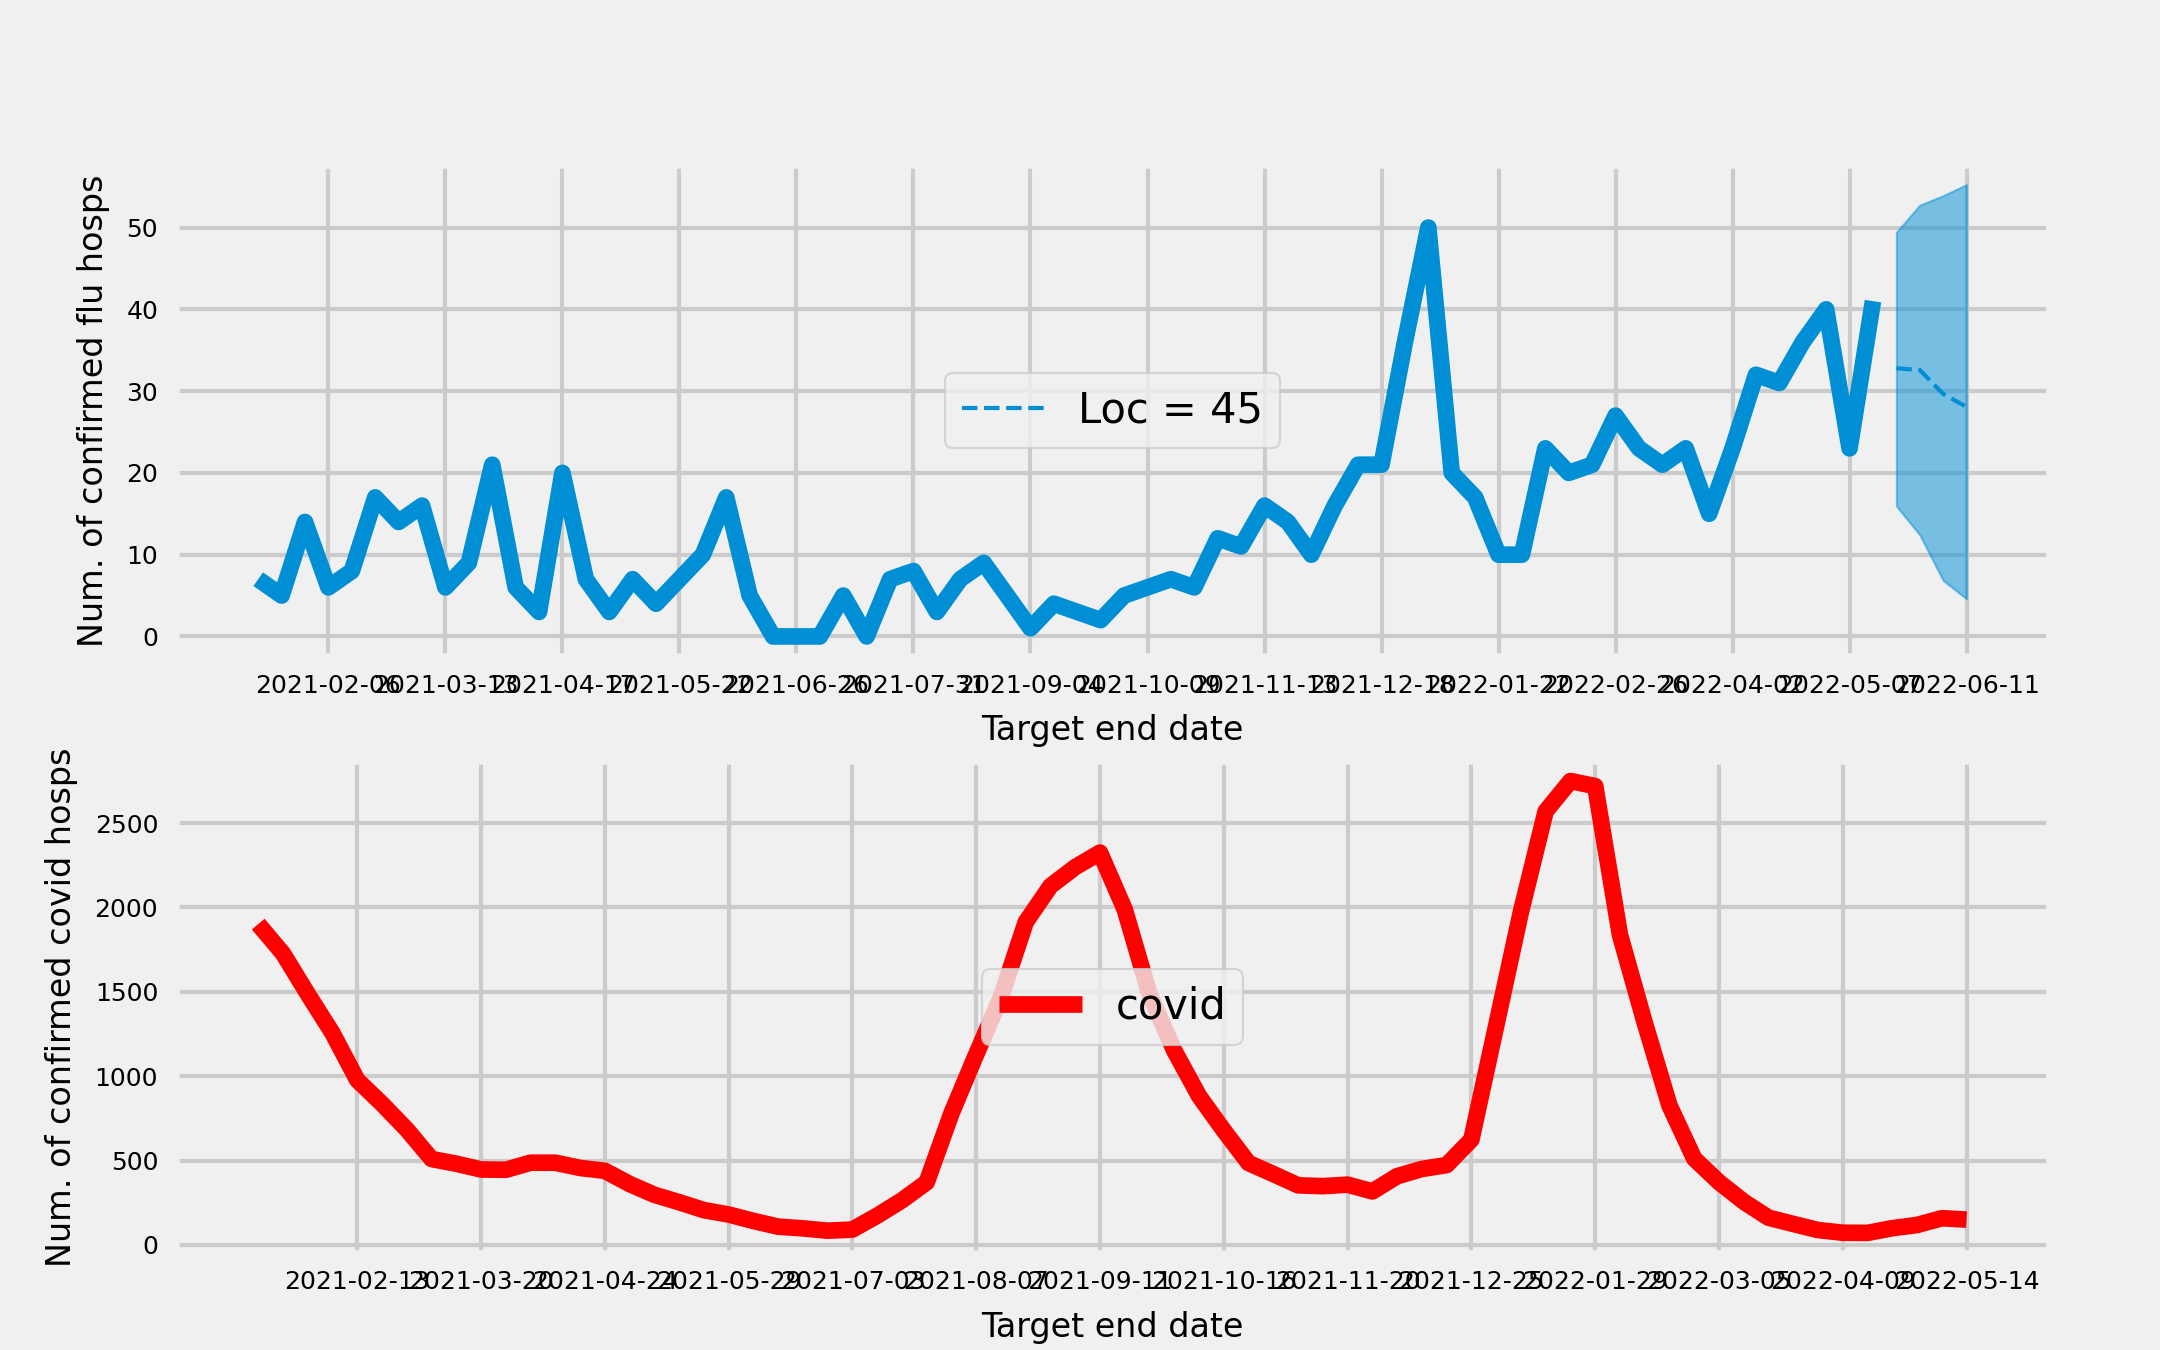 Num. of confirmed flu hosps
50
40
30
20
10
0
Loc = 45
2021-02-06 2021-03-13 2021-04-17 2021-05-22 2021-06-26 2021-07-31 2021-09-04 2021-10-09 2021-11-13 2021-12-18 2022-01-22 2022-02-26 2022-04-02 2022-05-07 2022-06-11
Target end date
Num. of confirmed covid hosps
2500
2000
1500
1000
500
0
covid
2021-02-13 2021-03-20 2021-04-24 2021-05-29 2021-07-03 2021-08-07 2021-09-11 2021-10-16 2021-11-20 2021-12-25 2022-01-29 2022-03-05 2022-04-09 2022-05-14
Target end date